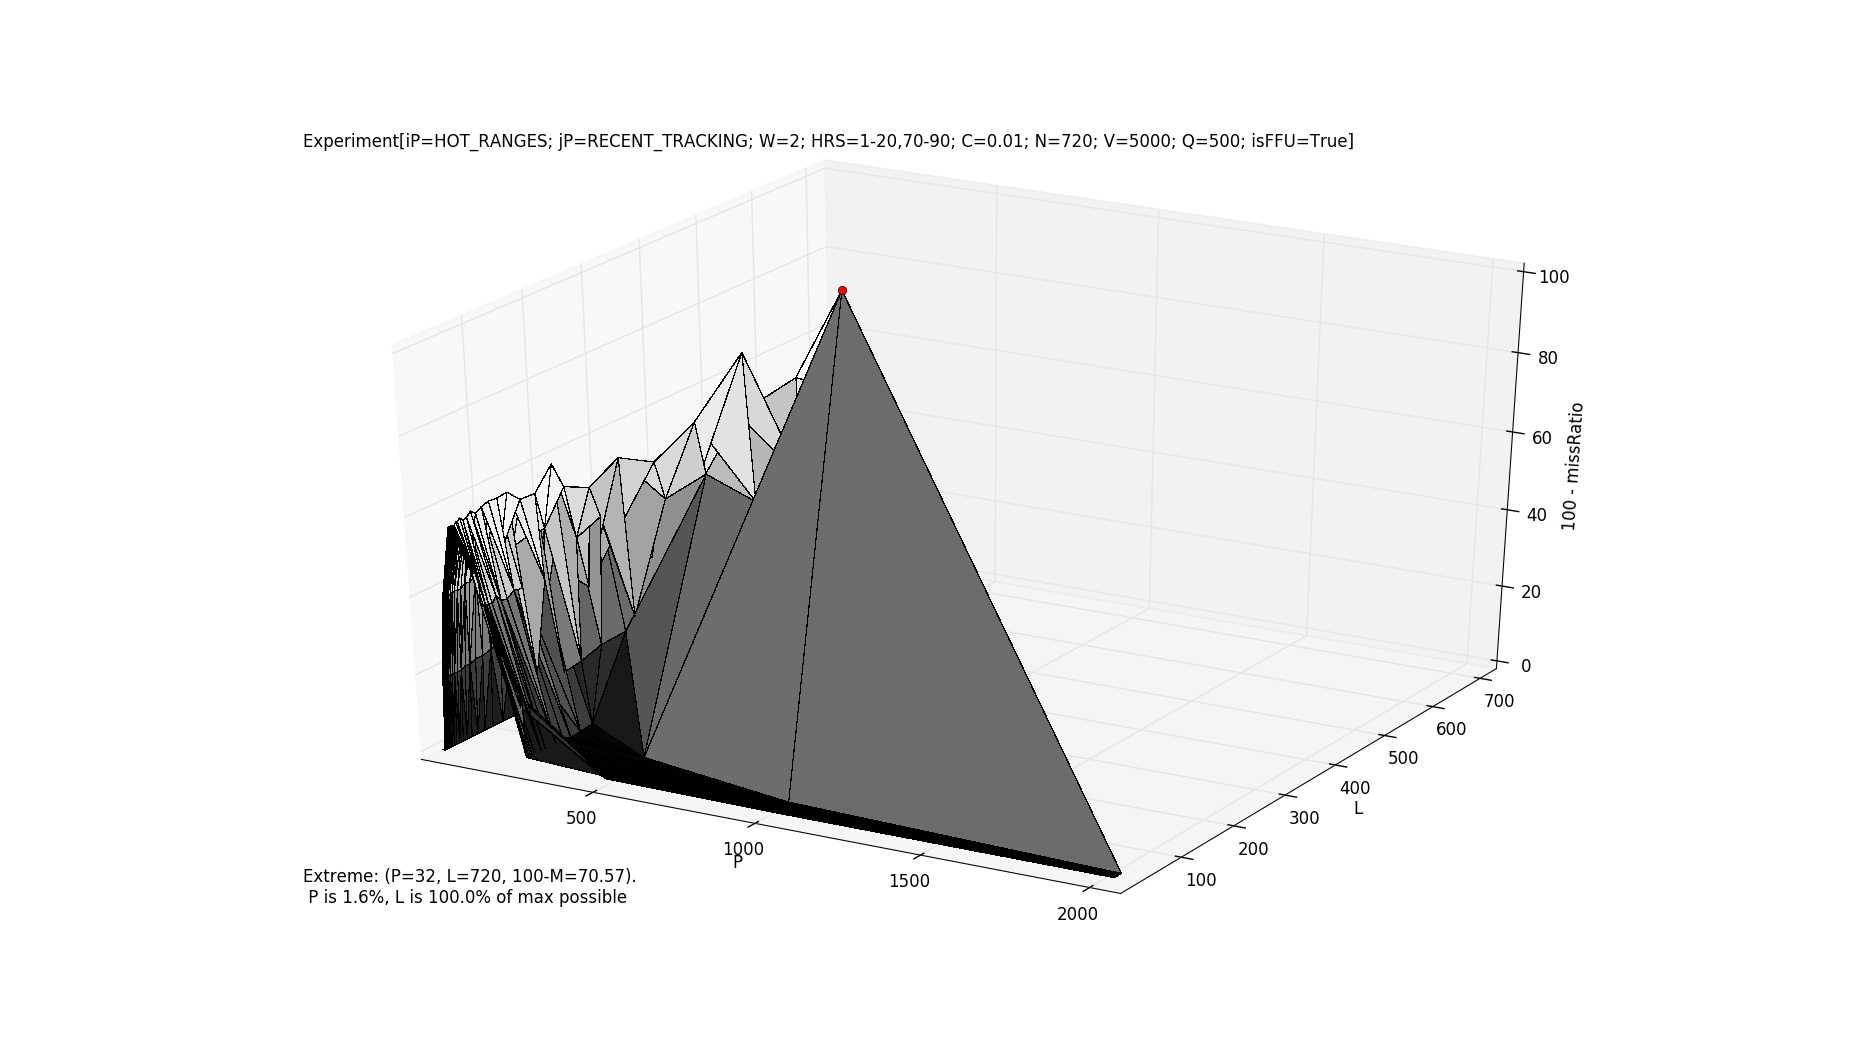 Experiment[iP=HOT_RANGES; jP=RECENT_TRACKING; W=2; HRS=1-20,70-90; C=0.01; N=720; V=5000; Q=500; isFFU=True]
100
80
60
40
20
0
100 - missRatio
700
600
500
400
300
200
100
L
500
1000
1500
2000
P
Extreme: (P=32, L=720, 100-M=70.57).
P is 1.6%, L is 100.0% of max possible